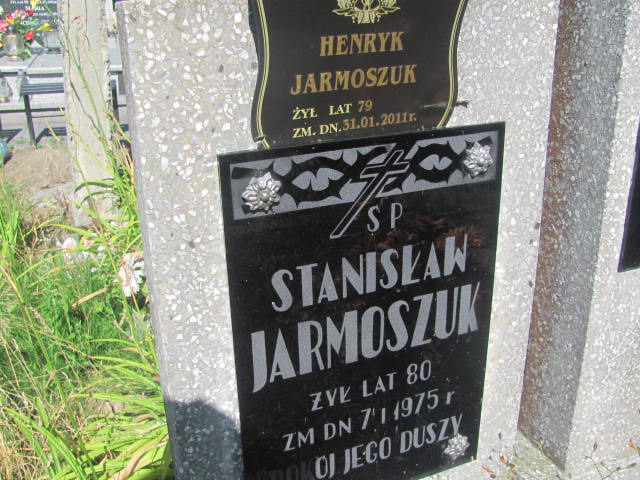 HENRYK
JARMOSZUK
ŻYŁ LAT 79
ZM. DN. 31.01.2011r.
ŚP
STANISŁAW
JARMOSZUK
ŻYŁ LAT 80
ZM DN 7 I 1975 r
POKÓJ JEGO DUSZY